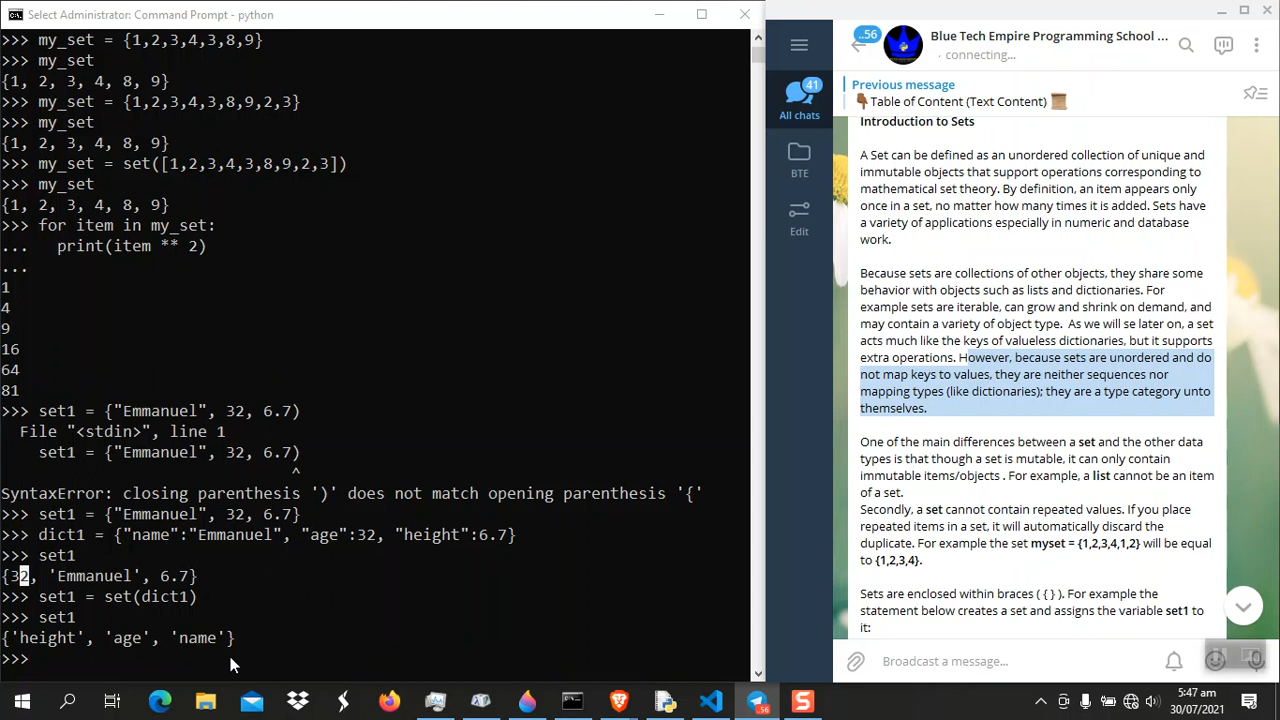 Select Administrator: Command Prompt - python
>>> my_set = {1,2,3,4,3,8,9}
>>> my_set
{1, 2, 3, 4, 8, 9}
>>> my_set = {1,2,3,4,3,8,9,2,3}
>>> my_set
{1, 2, 3, 4, 8, 9}
>>> my_set = set([1,2,3,4,3,8,9,2,3])
>>> my_set
{1, 2, 3, 4, 8, 9}
>>> for item in my_set:
...    print(item ** 2)
...
1
4
9
16
64
81
>>> set1 = {"Emmanuel", 32, 6.7)
File "<stdin>", line 1
set1 = {"Emmanuel", 32, 6.7)
^
SyntaxError: closing parenthesis ')' does not match opening parenthesis '{'
>>> set1 = {"Emmanuel", 32, 6.7}
>>> dict1 = {"name":"Emmanuel", "age":32, "height":6.7}
>>> set1
{32, 'Emmanuel', 6.7}
>>> set1 = set(dict1)
>>> set1
{'height', 'age', 'name'}
>>>
..56
Blue Tech Empire Programming School ...
connecting...
41
All chats
BTE
Edit
Previous message
Table of Content (Text Content)
Introduction to Sets
A Set can be defined as an unordered collection of unique and
immutable objects that support operations corresponding to
mathematical set theory. By definition, an item appears only
once in a set, no matter how many times it is added. Sets have
a variety of applications especially in numeric and database
work.
Because sets are collections of other objects, they share some
behavior with objects such as lists and dictionaries. For
example sets are iterable, can grow and shrink on demand, and
may contain a variety of object type.  As we will se later on, a set
acts much like the keys of valueless dictionaries, but it supports
extra operations. However, because sets are unordered and do
not map keys to values, they are neither sequences nor
mapping types (like dictionaries); they are a type category unto
themselves.
One of the main differences between a set and the other data
types is that though a set is mutable, it can only contain
immutable items/objects . For example, a list cannot be an item
of a set.
Secondly, a set cannot contain repeated values. If you place
repeated items in a set, it will automatically discard the
duplicate. For example the set myset = {1,2,3,4,1,2} will be equal
to {1,2,3,4}.
Sets are enclosed within braces ( { } ). For example the
statement below creates a set and assigns the variable set1 to
it:
Broadcast a message...
..56
5:47 am
30/07/2021